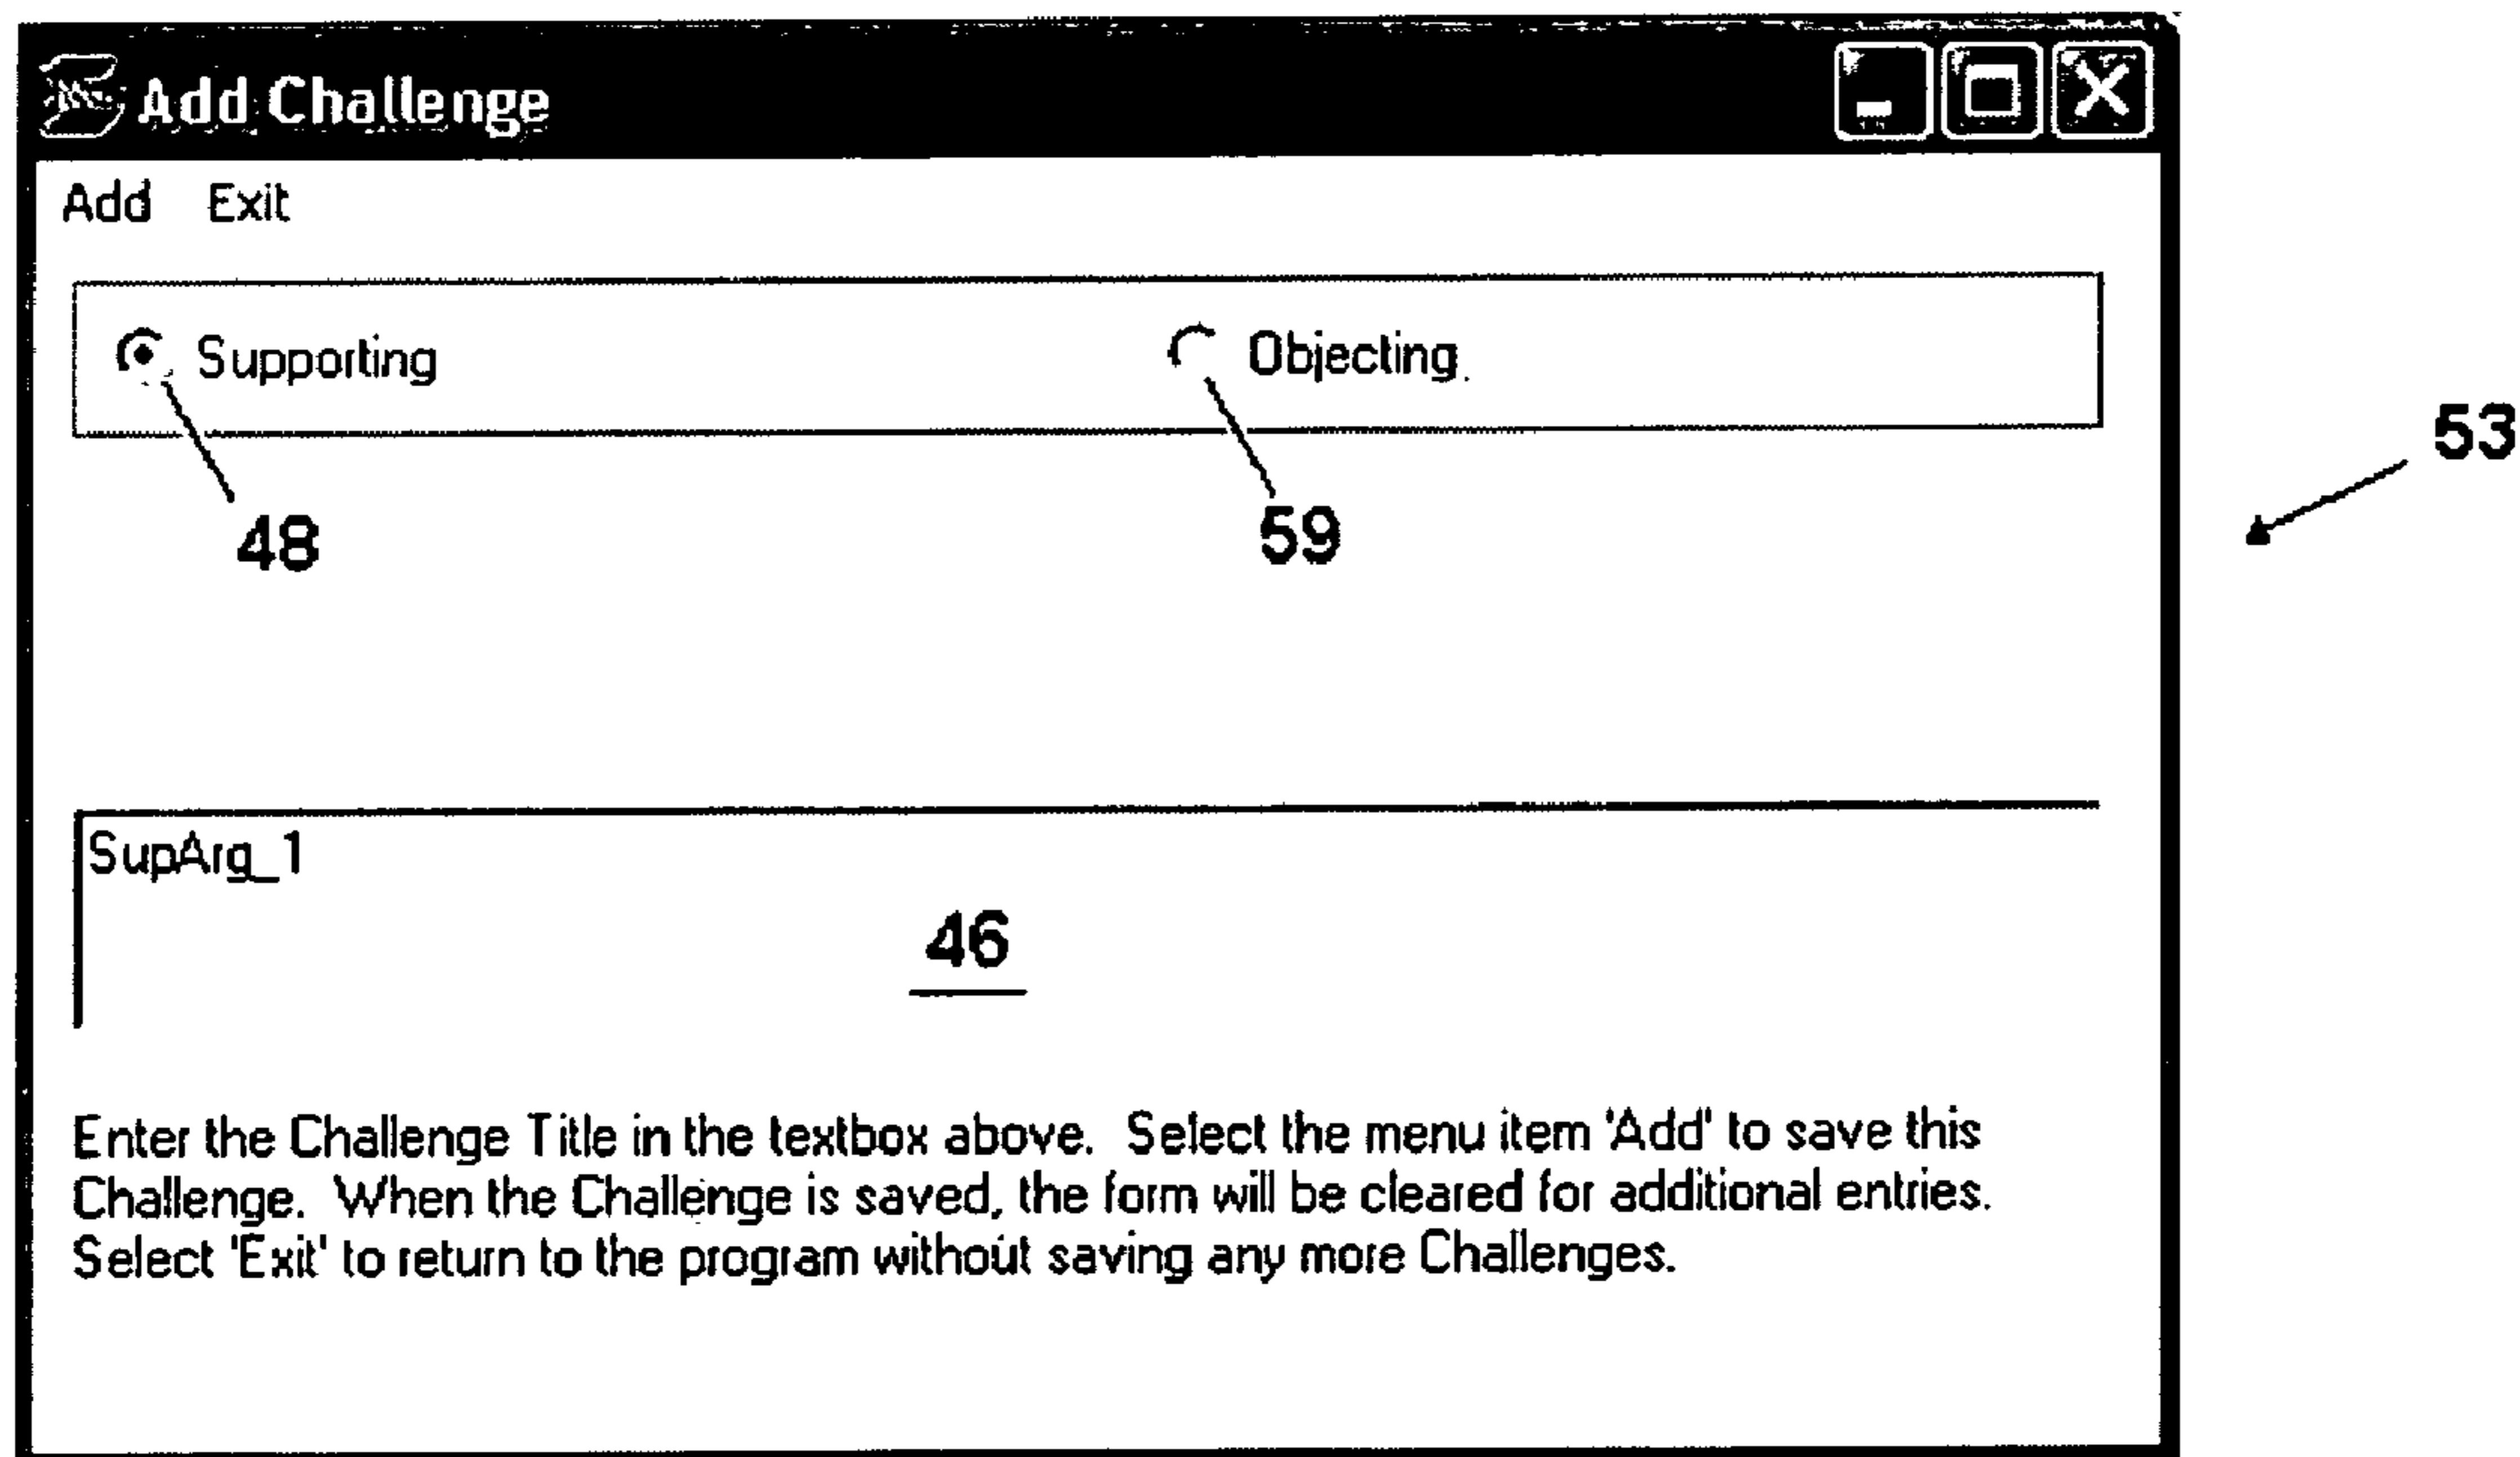 Add Challenge
Add Exit
Supporting Objecting
53
48 59
SupArg_1
46
Enter the Challenge Title in the textbox above. Select the menu item 'Add' to save this
Challenge. When the Challenge is saved, the form will be cleared for additional entries.
Select 'Exit' to return to the program without saving any more Challenges.